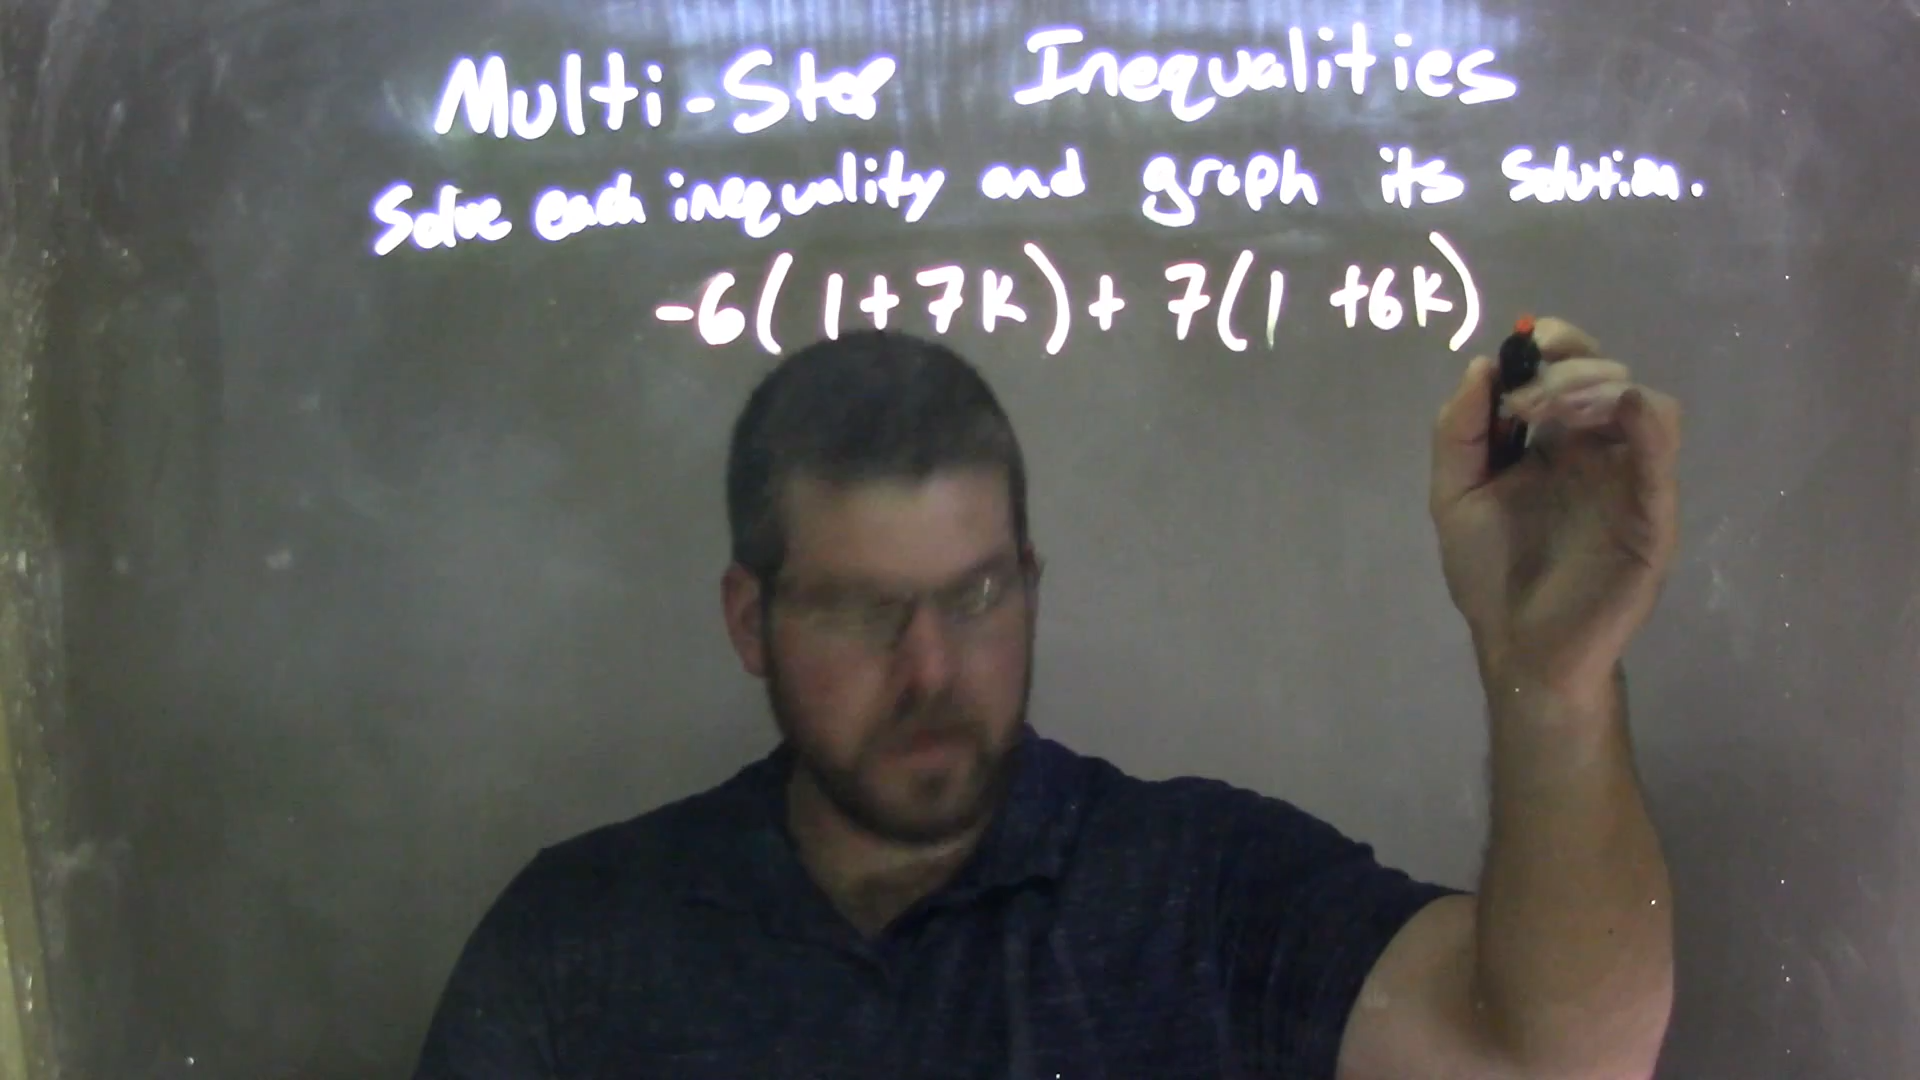 Multi-Step Inequalities
Solve each inequality and graph its solution.
-6(1+7k)+7(1+6k)